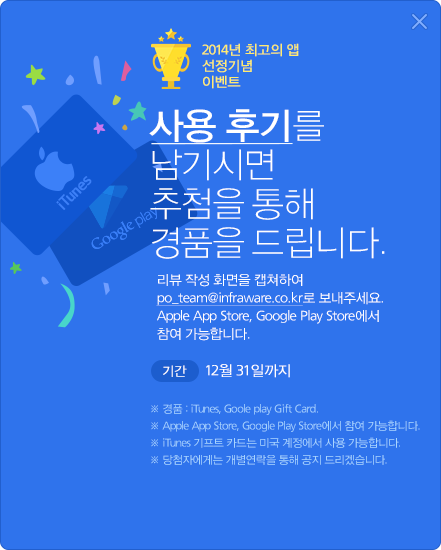 2014년 최고의 앱
선정기념
이벤트
사용 후기를
남기시면
추첨을 통해
경품을 드립니다.
iTunes
Google play
리뷰 작성 화면을 캡쳐하여
po_team@infraware.co.kr로 보내주세요.
Apple App Store, Google Play Store에서
참여 가능합니다.
기간 12월 31일까지
※ 경품 : iTunes, Goole play Gift Card.
※ Apple App Store, Google Play Store에서 참여 가능합니다.
※ iTunes 기프트 카드는 미국 계정에서 사용 가능합니다.
※ 당첨자에게는 개별연락을 통해 공지 드리겠습니다.